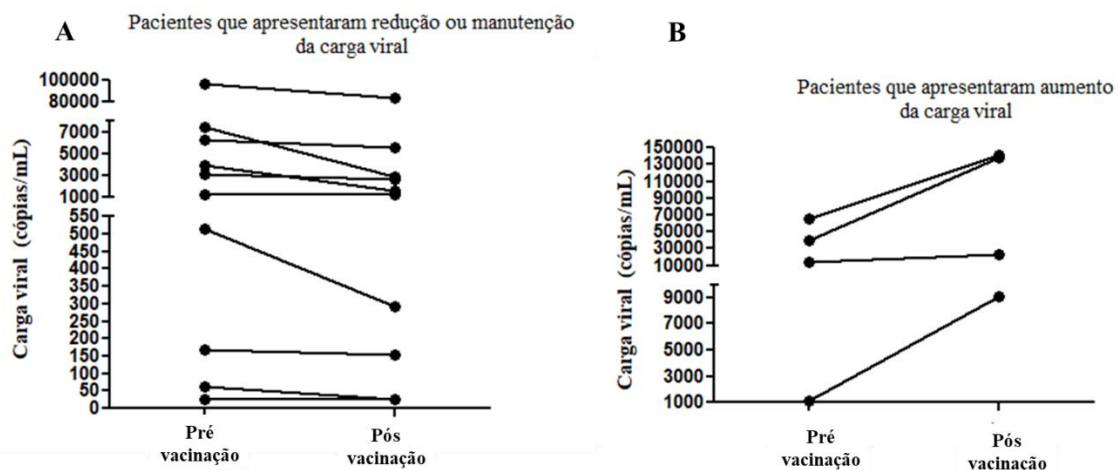 A
Pacientes que apresentaram redução ou manutenção
da carga viral
Carga viral (cópias/mL)
100000
80000
7000
5000
3000
1000
550
500
450
400
350
300
250
200
150
100
50
0
Pré
vacinação
Pós
vacinação
B
Pacientes que apresentaram aumento
da carga viral
Carga viral (cópias/mL)
150000
130000
110000
90000
70000
50000
30000
10000
9000
7000
5000
3000
1000
Pré
vacinação
Pós
vacinação